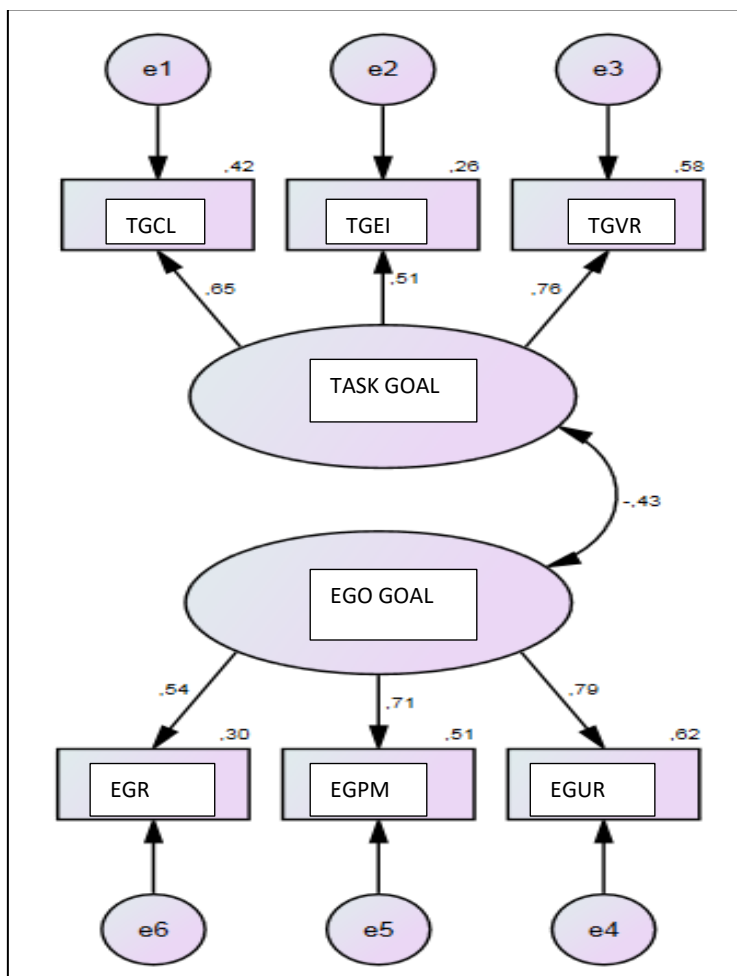 e1 e2 e3
,42 ,26 ,58
TGCL TGEI TGVR
,65 ,51 ,76
TASK GOAL
-,43
EGO GOAL
,54 ,71 ,79
,30 ,51 ,62
EGR EGPM EGUR
e6 e5 e4